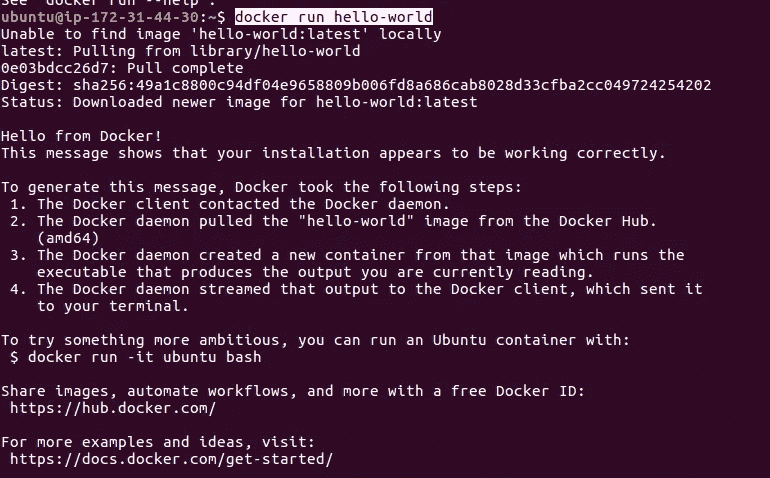 See 'docker run --help'.
ubuntu@ip-172-31-44-30:~$ docker run hello-world
Unable to find image 'hello-world:latest' locally
latest: Pulling from library/hello-world
0e03bdcc26d7: Pull complete
Digest: sha256:49a1c8800c94df04e9658809b006fd8a686cab8028d33cfba2cc049724254202
Status: Downloaded newer image for hello-world:latest
Hello from Docker!
This message shows that your installation appears to be working correctly.
To generate this message, Docker took the following steps:
1. The Docker client contacted the Docker daemon.
2. The Docker daemon pulled the "hello-world" image from the Docker Hub.
(amd64)
3. The Docker daemon created a new container from that image which runs the
executable that produces the output you are currently reading.
4. The Docker daemon streamed that output to the Docker client, which sent it
to your terminal.
To try something more ambitious, you can run an Ubuntu container with:
$ docker run -it ubuntu bash
Share images, automate workflows, and more with a free Docker ID:
https://hub.docker.com/
For more examples and ideas, visit:
https://docs.docker.com/get-started/